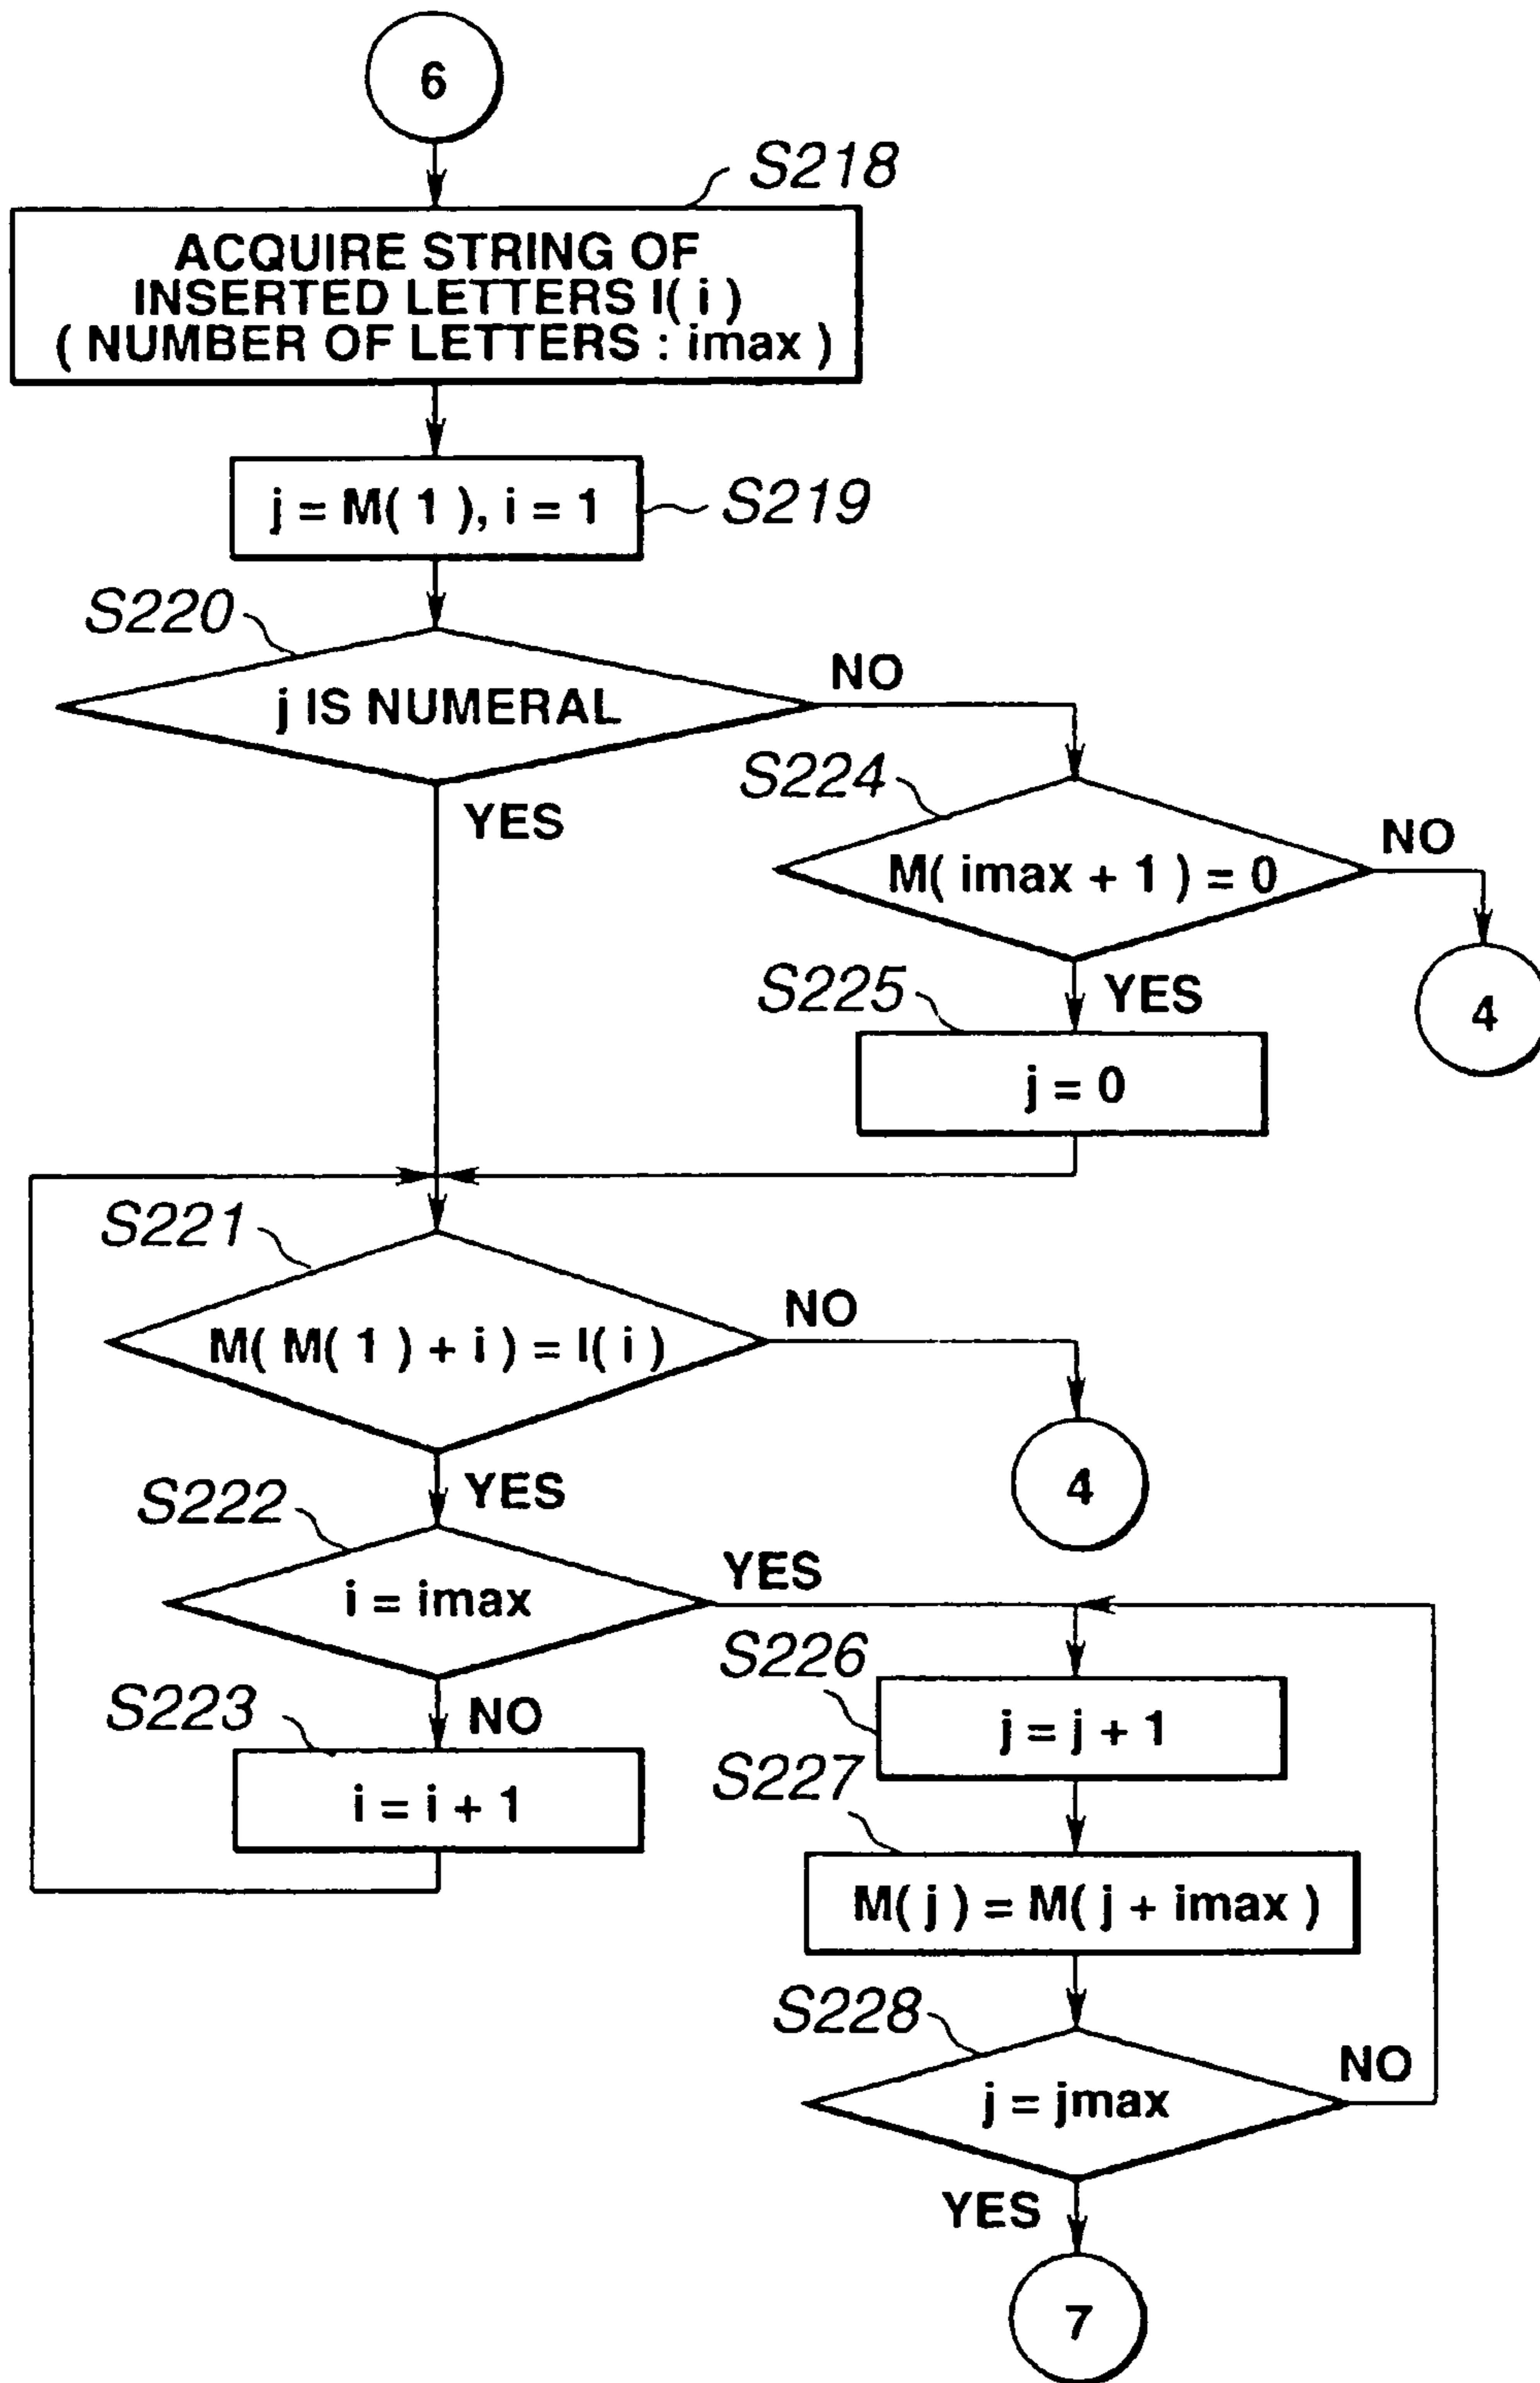 6
S218
ACQUIRE STRING OF
INSERTED LETTERS I( i )
( NUMBER OF LETTERS : imax )
j = M( 1 ), i = 1
S219
S220
j IS NUMERAL
NO
YES
S224
M( imax + 1 ) = 0
NO
4
YES
S225
j = 0
S221
M( M( 1 ) + i ) = I( i )
NO
4
YES
S222
i = imax
YES
NO
S223
i = i + 1
S226
j = j + 1
S227
M( j ) = M( j + imax )
S228
j = jmax
NO
YES
7